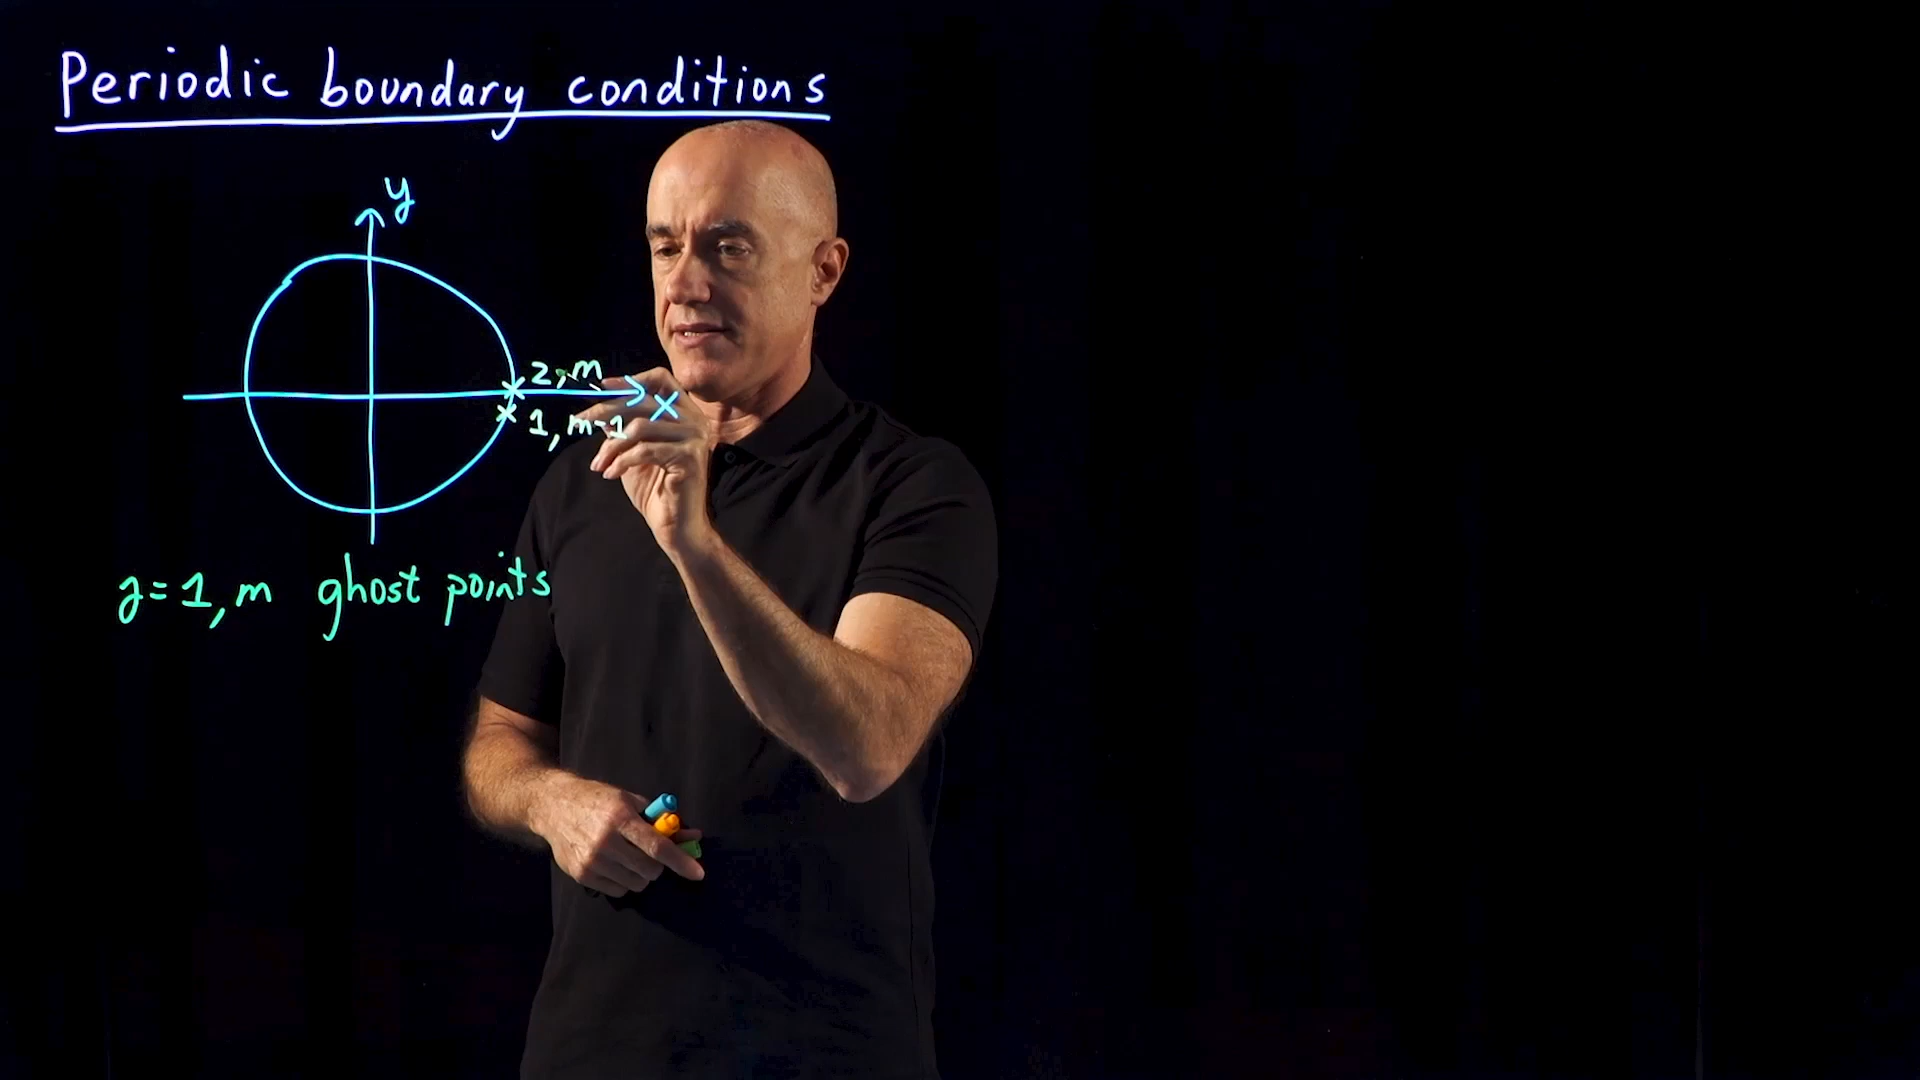 Periodic boundary conditions
y
2, m
x
1, m-1
j=1, m ghost points